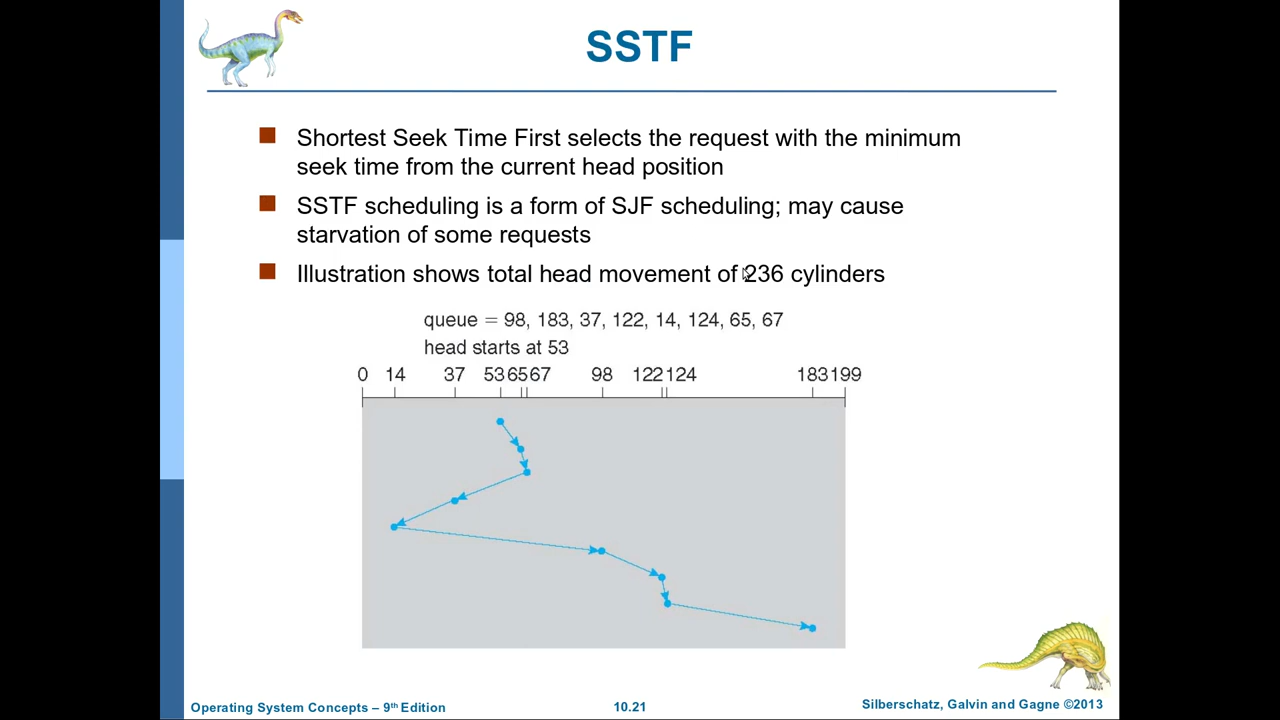 SSTF
Shortest Seek Time First selects the request with the minimum
seek time from the current head position
SSTF scheduling is a form of SJF scheduling; may cause
starvation of some requests
Illustration shows total head movement of 236 cylinders
queue = 98, 183, 37, 122, 14, 124, 65, 67
head starts at 53
0 14 37 53 65 67 98 122 124 183 199
Operating System Concepts – 9th Edition
10.21
Silberschatz, Galvin and Gagne ©2013